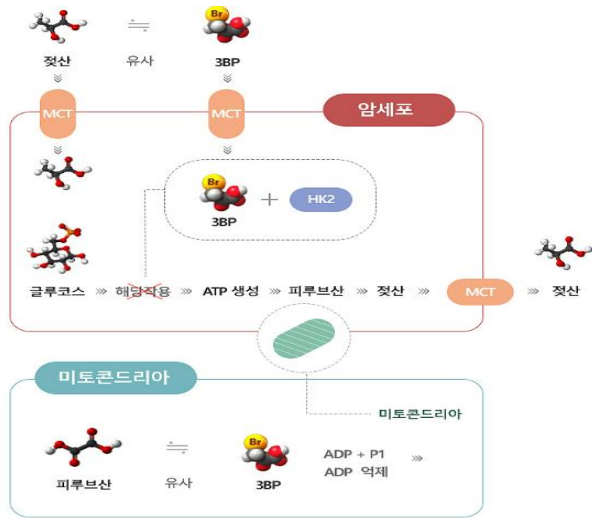 Br
젖산 ≒ 3BP
유사
MCT MCT
암세포
Br
3BP + HK2
글루코스 » 해당작용 » ATP 생성 » 피루브산 » 젖산 » MCT » 젖산
미토콘드리아
미토콘드리아
Br
피루브산 ≒ 3BP
유사
ADP + P1
ADP 억제 »